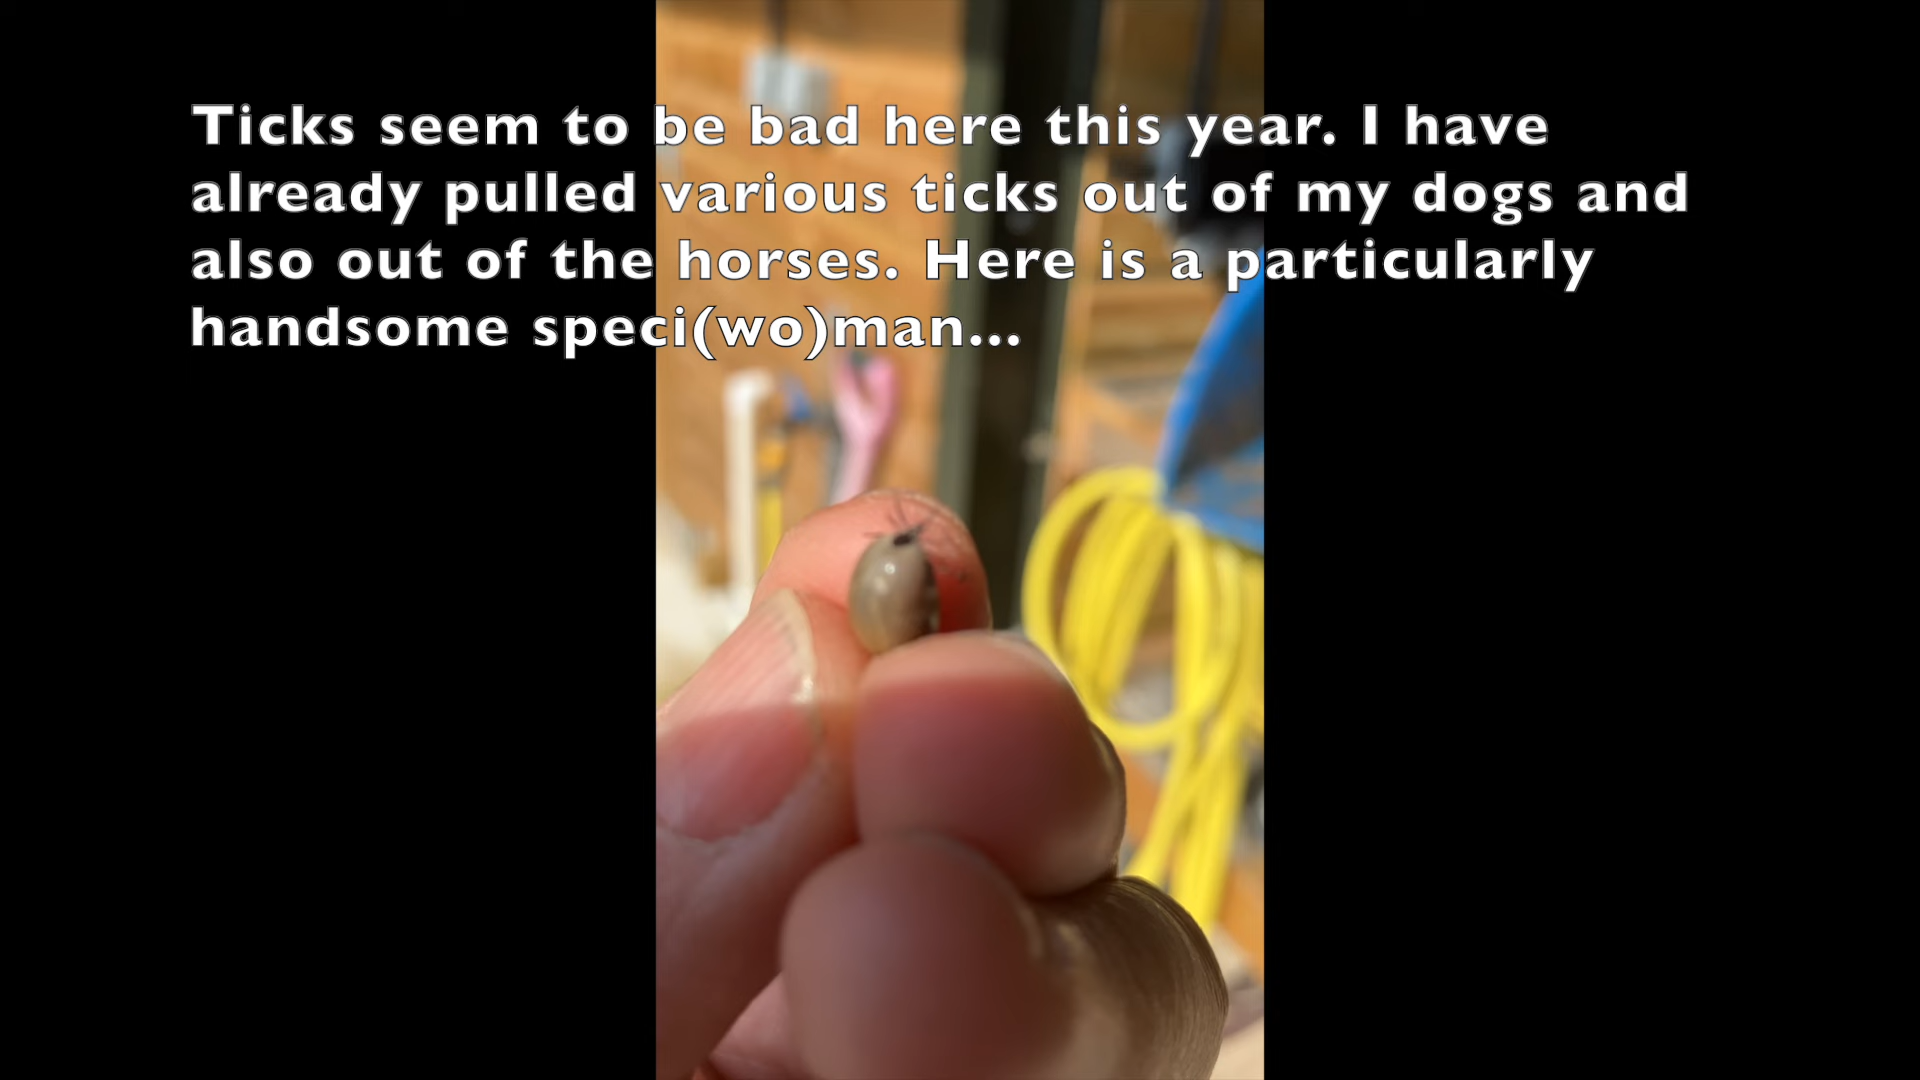 Ticks seem to be bad here this year. I have
already pulled various ticks out of my dogs and
also out of the horses. Here is a particularly
handsome speci(wo)man...